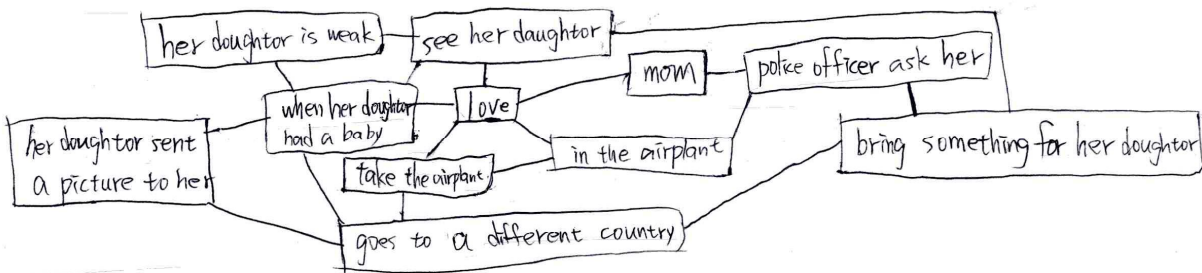 her doughtor is weak
see her daughtor
mom
police officer ask her
when her doughtor
had a baby
love
her doughtor sent
a picture to her
in the airplant
bring something for her doughtor
take the airplant
goes to a different country